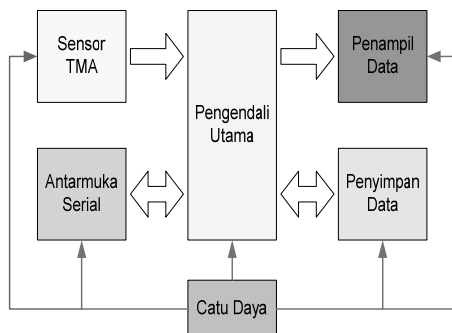 Sensor
TMA
Pengendali
Utama
Penampil
Data
Antarmuka
Serial
Penyimpan
Data
Catu Daya